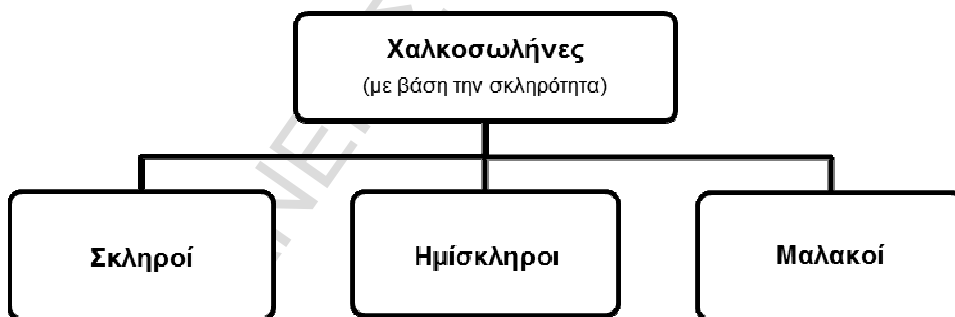 Χαλκοσωλήνες
(με βάση την σκληρότητα)
Σκληροί
Ημίσκληροι
Μαλακοί